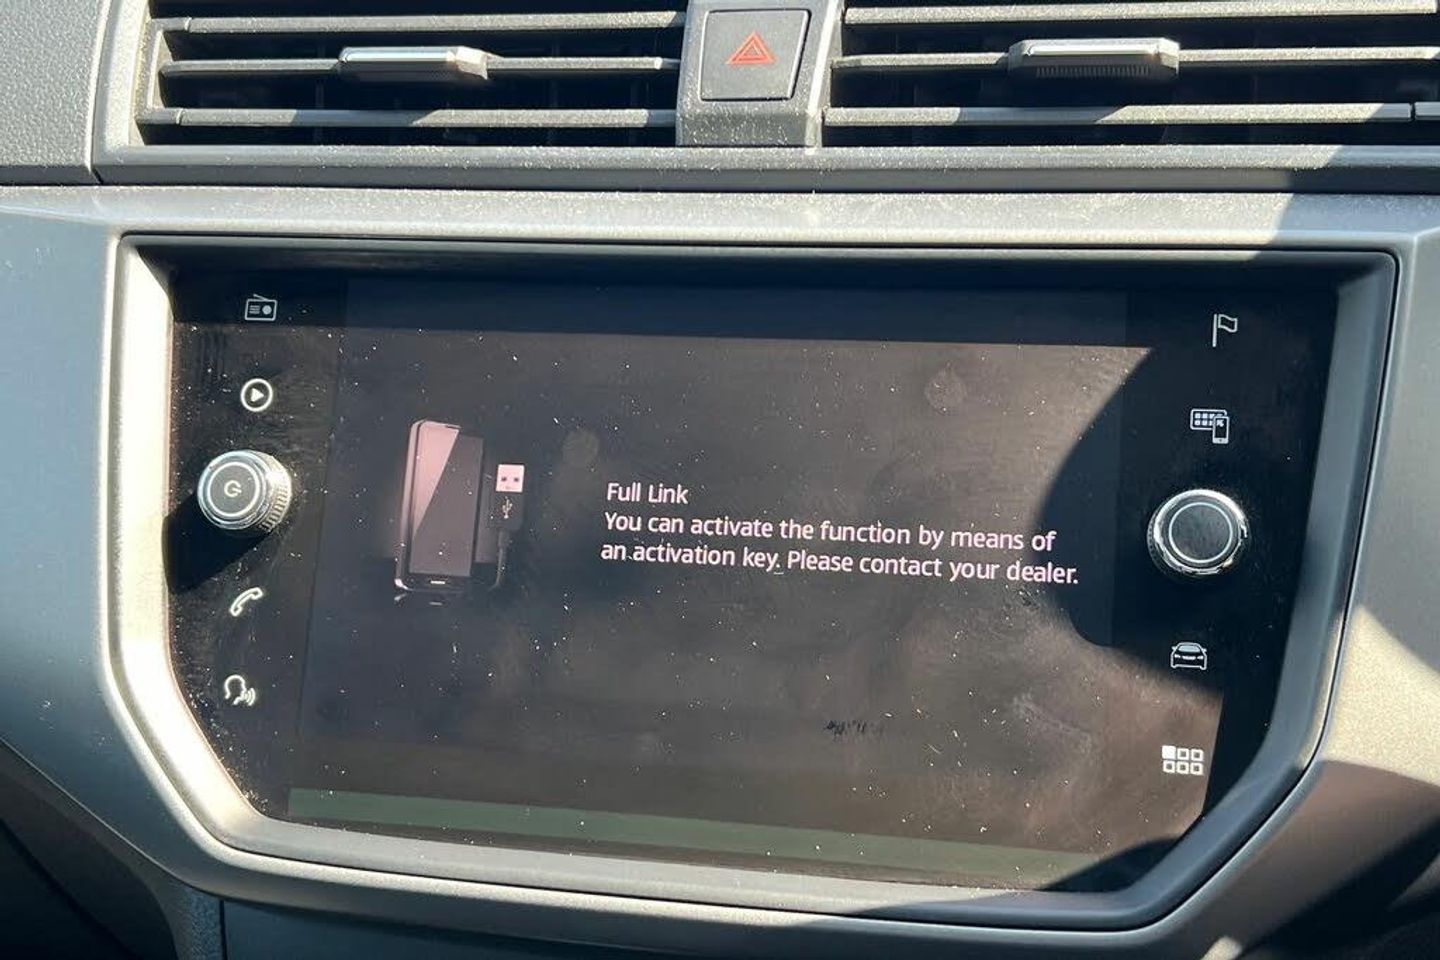 Full Link
You can activate the function by means of
an activation key. Please contact your dealer.